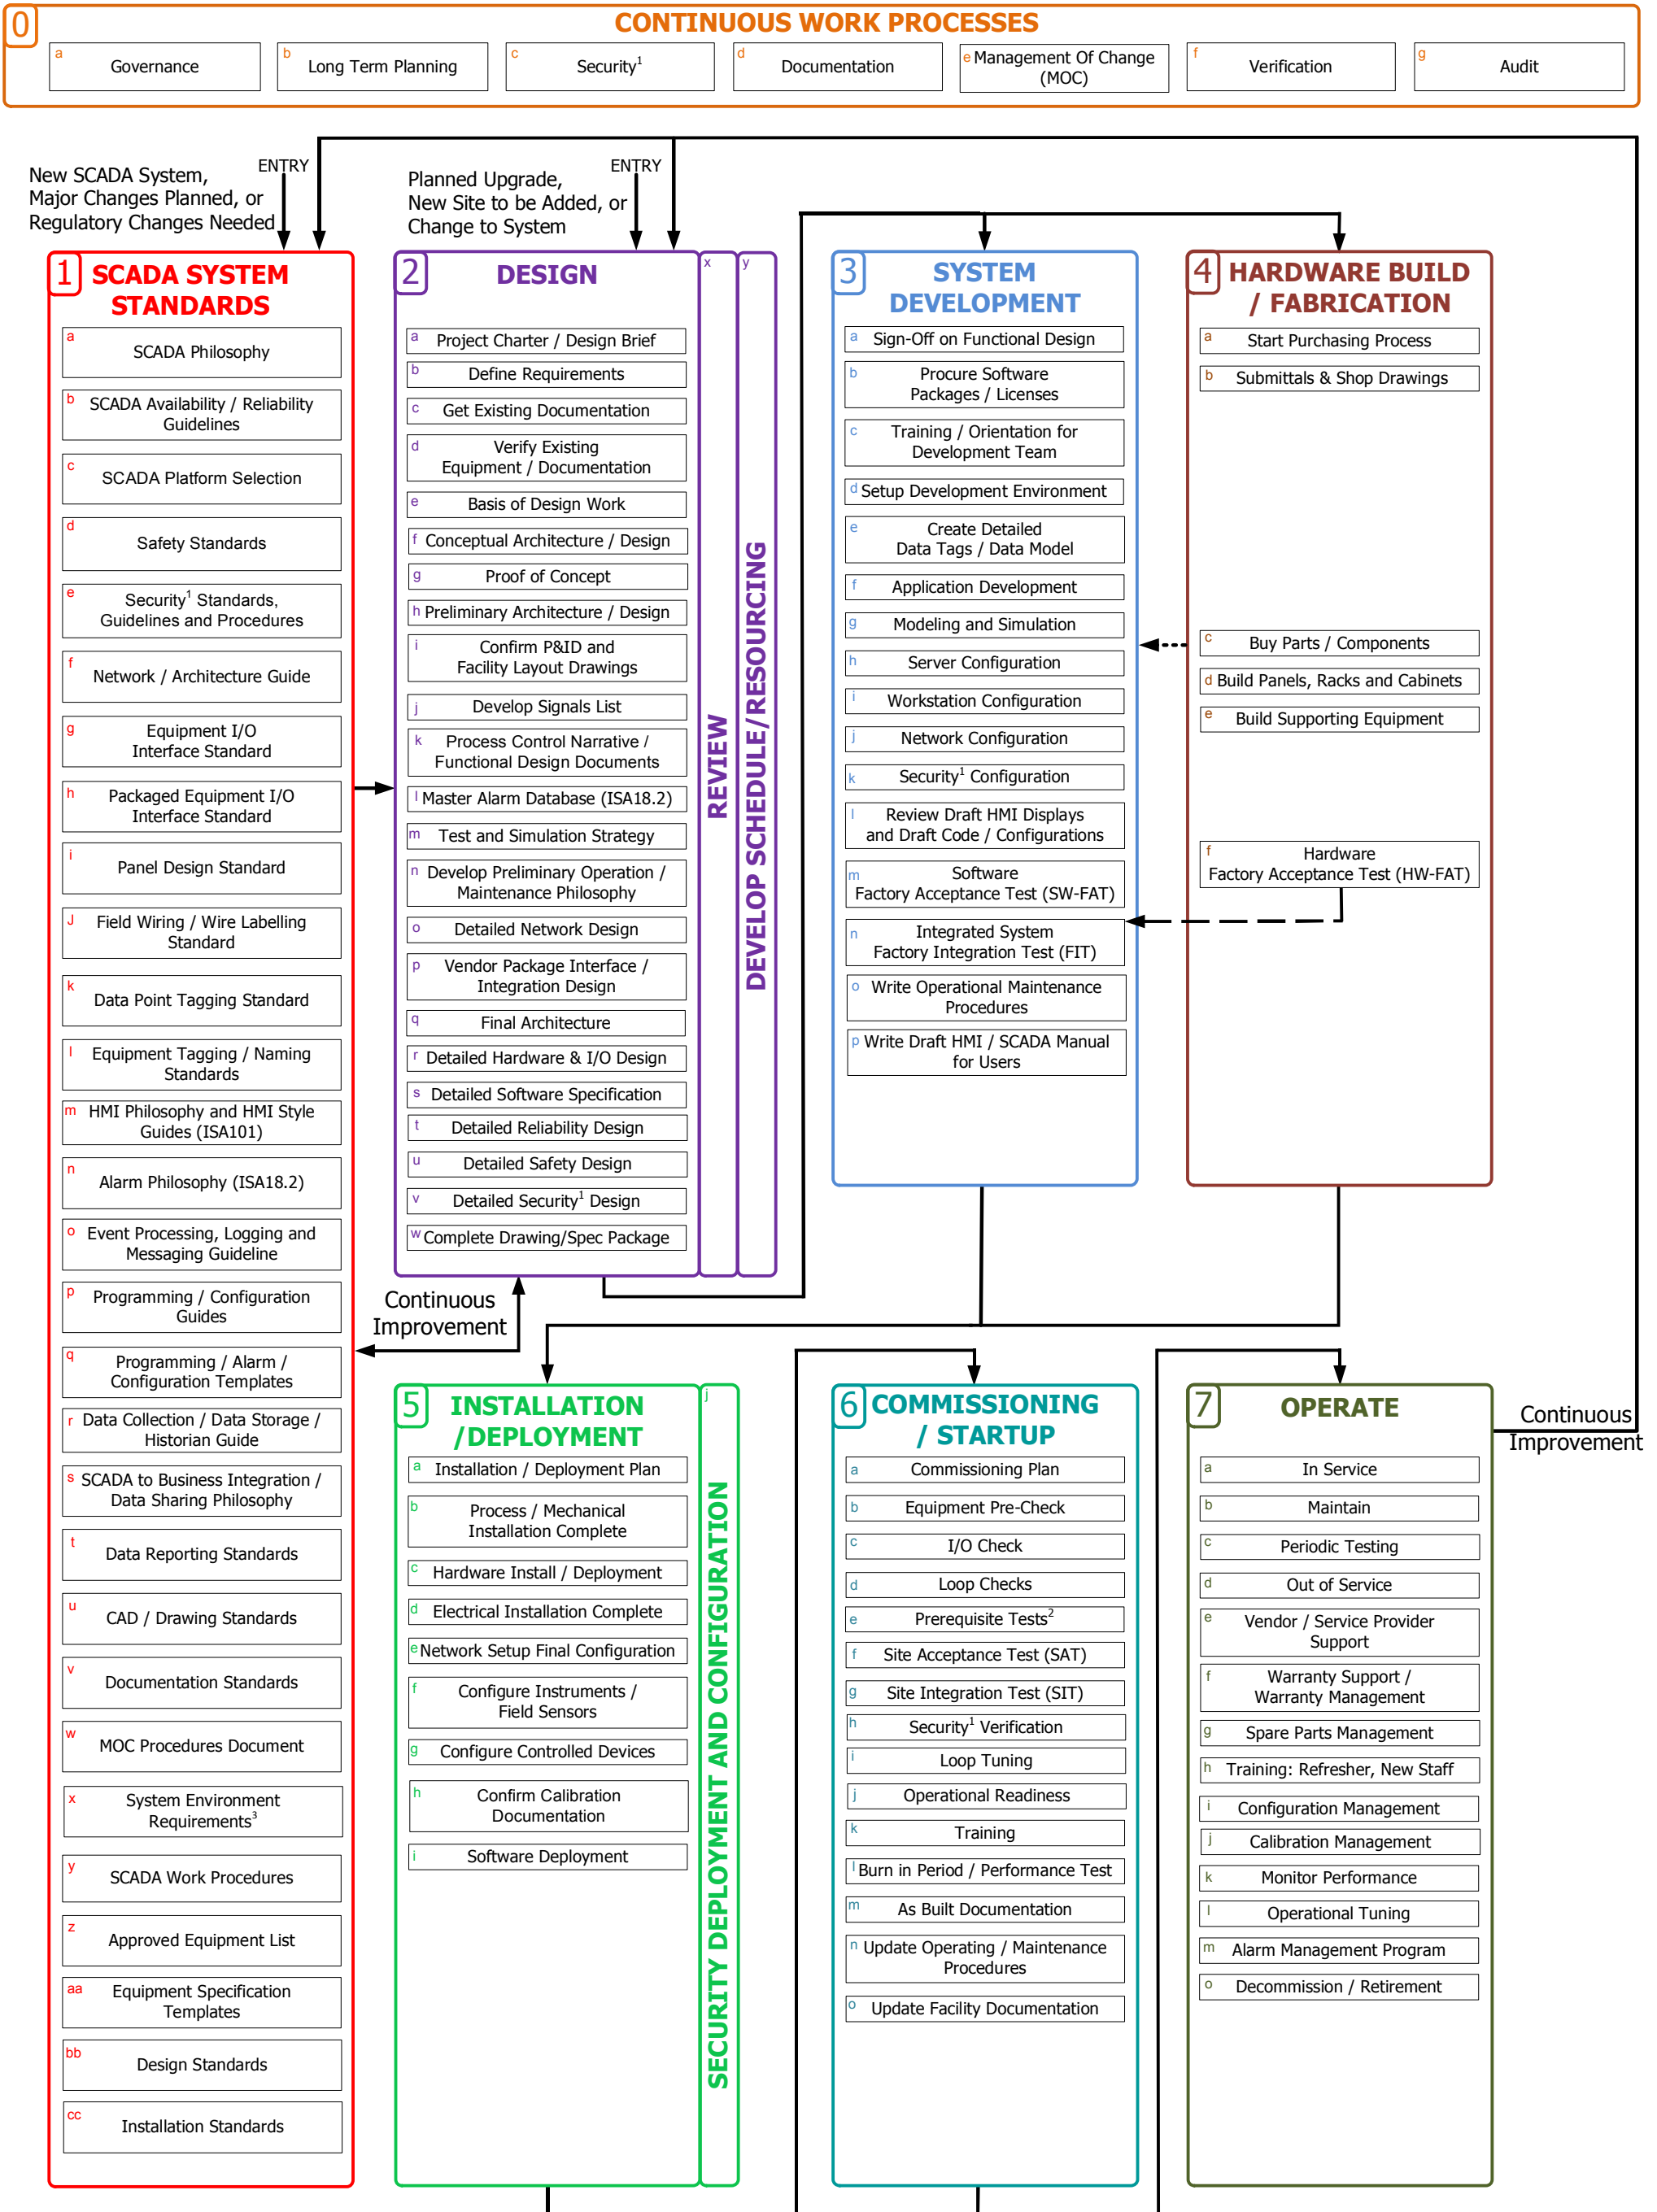 0
CONTINUOUS WORK PROCESSES
a
Governance
b
Long Term Planning
c
Security1
d
Documentation
e
Management Of Change
(MOC)
f
Verification
g
Audit
New SCADA System,
Major Changes Planned, or
Regulatory Changes Needed
ENTRY
Planned Upgrade,
New Site to be Added, or
Change to System
ENTRY
1
SCADA SYSTEM
STANDARDS
a
SCADA Philosophy
b
SCADA Availability / Reliability
Guidelines
c
SCADA Platform Selection
d
Safety Standards
e
Security1 Standards,
Guidelines and Procedures
f
Network / Architecture Guide
g
Equipment I/O
Interface Standard
h
Packaged Equipment I/O
Interface Standard
i
Panel Design Standard
J
Field Wiring / Wire Labelling
Standard
k
Data Point Tagging Standard
l
Equipment Tagging / Naming
Standards
m
HMI Philosophy and HMI Style
Guides (ISA101)
n
Alarm Philosophy (ISA18.2)
o
Event Processing, Logging and
Messaging Guideline
p
Programming / Configuration
Guides
q
Programming / Alarm /
Configuration Templates
r
Data Collection / Data Storage /
Historian Guide
s
SCADA to Business Integration /
Data Sharing Philosophy
t
Data Reporting Standards
u
CAD / Drawing Standards
v
Documentation Standards
w
MOC Procedures Document
x
System Environment
Requirements3
y
SCADA Work Procedures
z
Approved Equipment List
aa
Equipment Specification
Templates
bb
Design Standards
cc
Installation Standards
2
DESIGN
a
Project Charter / Design Brief
b
Define Requirements
c
Get Existing Documentation
d
Verify Existing
Equipment / Documentation
e
Basis of Design Work
f
Conceptual Architecture / Design
g
Proof of Concept
h
Preliminary Architecture / Design
i
Confirm P&ID and
Facility Layout Drawings
j
Develop Signals List
k
Process Control Narrative /
Functional Design Documents
l
Master Alarm Database (ISA18.2)
m
Test and Simulation Strategy
n
Develop Preliminary Operation /
Maintenance Philosophy
o
Detailed Network Design
p
Vendor Package Interface /
Integration Design
q
Final Architecture
r
Detailed Hardware & I/O Design
s
Detailed Software Specification
t
Detailed Reliability Design
u
Detailed Safety Design
v
Detailed Security1 Design
w
Complete Drawing/Spec Package
x
REVIEW
y
DEVELOP SCHEDULE/RESOURCING
Continuous
Improvement
3
SYSTEM
DEVELOPMENT
a
Sign-Off on Functional Design
b
Procure Software
Packages / Licenses
c
Training / Orientation for
Development Team
d
Setup Development Environment
e
Create Detailed
Data Tags / Data Model
f
Application Development
g
Modeling and Simulation
h
Server Configuration
i
Workstation Configuration
j
Network Configuration
k
Security1 Configuration
l
Review Draft HMI Displays
and Draft Code / Configurations
m
Software
Factory Acceptance Test (SW-FAT)
n
Integrated System
Factory Integration Test (FIT)
o
Write Operational Maintenance
Procedures
p
Write Draft HMI / SCADA Manual
for Users
4
HARDWARE BUILD
/ FABRICATION
a
Start Purchasing Process
b
Submittals & Shop Drawings
c
Buy Parts / Components
d
Build Panels, Racks and Cabinets
e
Build Supporting Equipment
f
Hardware
Factory Acceptance Test (HW-FAT)
5
INSTALLATION
/DEPLOYMENT
a
Installation / Deployment Plan
b
Process / Mechanical
Installation Complete
c
Hardware Install / Deployment
d
Electrical Installation Complete
e
Network Setup Final Configuration
f
Configure Instruments /
Field Sensors
g
Configure Controlled Devices
h
Confirm Calibration
Documentation
i
Software Deployment
j
SECURITY DEPLOYMENT AND CONFIGURATION
6
COMMISSIONING
/ STARTUP
a
Commissioning Plan
b
Equipment Pre-Check
c
I/O Check
d
Loop Checks
e
Prerequisite Tests2
f
Site Acceptance Test (SAT)
g
Site Integration Test (SIT)
h
Security1 Verification
i
Loop Tuning
j
Operational Readiness
k
Training
l
Burn in Period / Performance Test
m
As Built Documentation
n
Update Operating / Maintenance
Procedures
o
Update Facility Documentation
7
OPERATE
a
In Service
b
Maintain
c
Periodic Testing
d
Out of Service
e
Vendor / Service Provider
Support
f
Warranty Support /
Warranty Management
g
Spare Parts Management
h
Training: Refresher, New Staff
i
Configuration Management
j
Calibration Management
k
Monitor Performance
l
Operational Tuning
m
Alarm Management Program
o
Decommission / Retirement
Continuous
Improvement